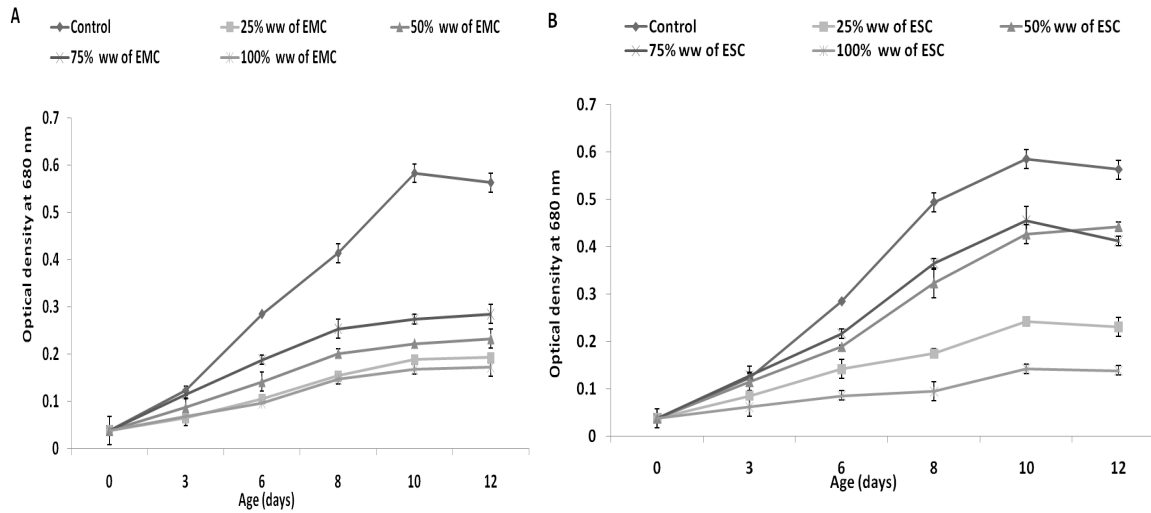 A
Control
25% ww of EMC
50% ww of EMC
75% ww of EMC
100% ww of EMC
0.7
0.6
0.5
0.4
0.3
0.2
0.1
0
Optical density at 680 nm
0 3 6 8 10 12
Age (days)
B
Control
25% ww of ESC
50% ww of ESC
75% ww of ESC
100% ww of ESC
0.7
0.6
0.5
0.4
0.3
0.2
0.1
0
Optical density at 680 nm
0 3 6 8 10 12
Age (days)